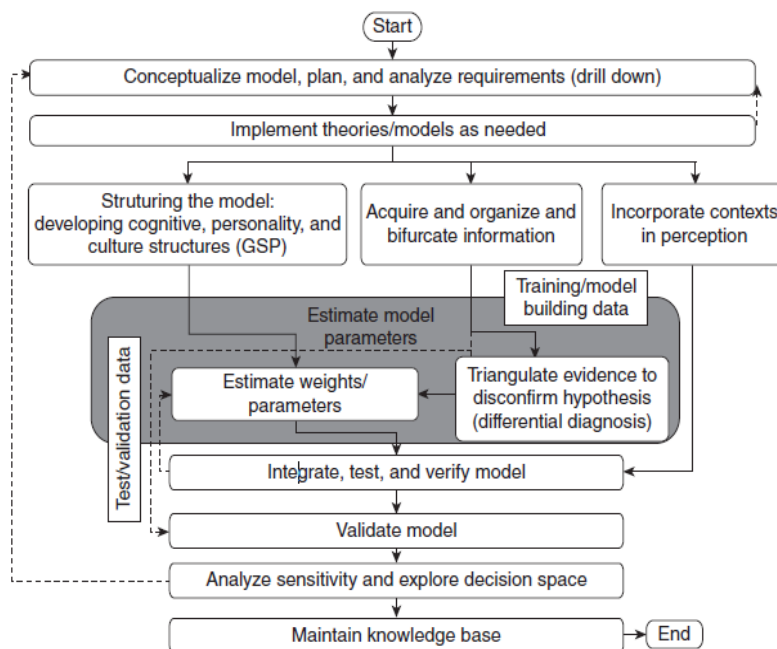 Start
Conceptualize model, plan, and analyze requirements (drill down)
Implement theories/models as needed
Struturing the model:
developing cognitive, personality, and
culture structures (GSP)
Acquire and organize and
bifurcate information
Incorporate contexts
in perception
Training/model
building data
Estimate model
parameters
Test/validation data
Estimate weights/
parameters
Triangulate evidence to
disconfirm hypothesis
(differential diagnosis)
Integrate, test, and verify model
Validate model
Analyze sensitivity and explore decision space
Maintain knowledge base
End